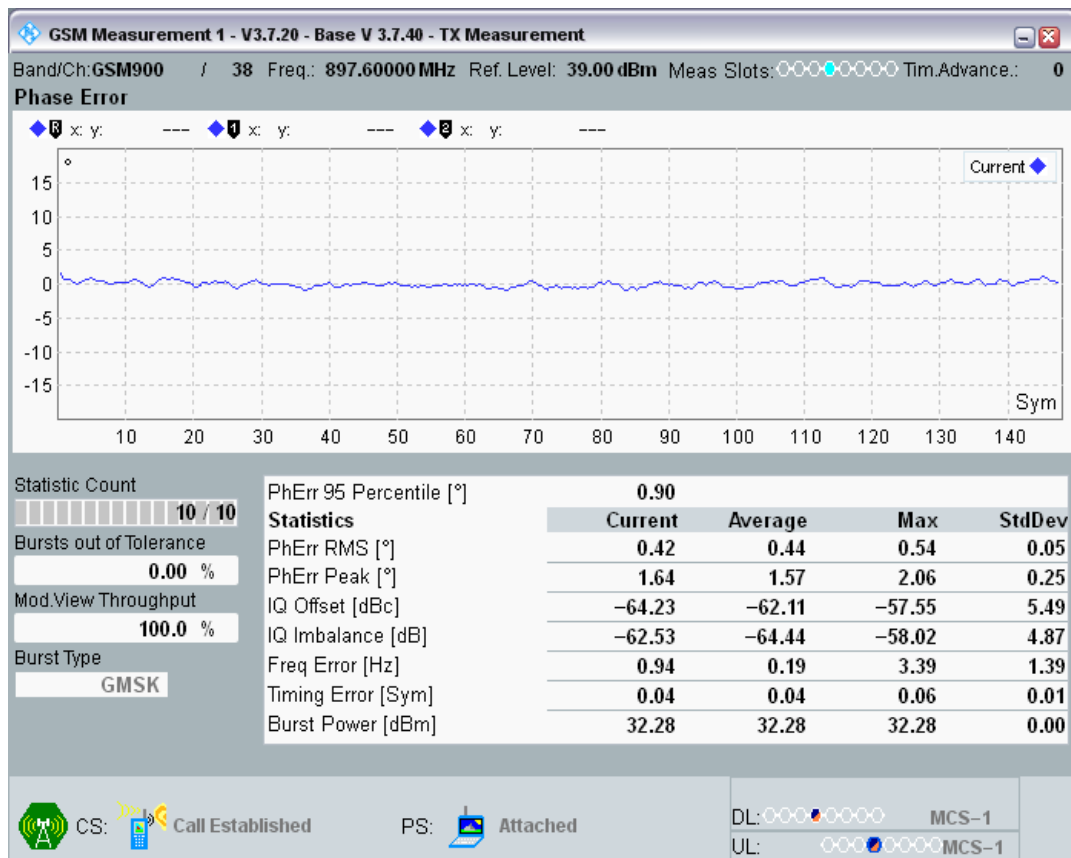 GSM Measurement 1 - V3.7.20 - Base V 3.7.40 - TX Measurement
Band/Ch:GSM900 / 38 Freq.: 897.60000 MHz Ref. Level: 39.00 dBm Meas Slots: Tim.Advance.: 0
Phase Error
R x: y: --- 1 x: y: --- 2 x: y: ---
°
Current
15
10
5
0
-5
-10
-15
Sym
10 20 30 40 50 60 70 80 90 100 110 120 130 140
Statistic Count
10 / 10
Bursts out of Tolerance
0.00 %
Mod.View Throughput
100.0 %
Burst Type
GMSK
PhErr 95 Percentile [°] 0.90
Statistics Current Average Max StdDev
PhErr RMS [°] 0.42 0.44 0.54 0.05
PhErr Peak [°] 1.64 1.57 2.06 0.25
IQ Offset [dBc] −64.23 −62.11 −57.55 5.49
IQ Imbalance [dB] −62.53 −64.44 −58.02 4.87
Freq Error [Hz] 0.94 0.19 3.39 1.39
Timing Error [Sym] 0.04 0.04 0.06 0.01
Burst Power [dBm] 32.28 32.28 32.28 0.00
CS: Call Established PS: Attached
DL: MCS−1
UL: MCS−1